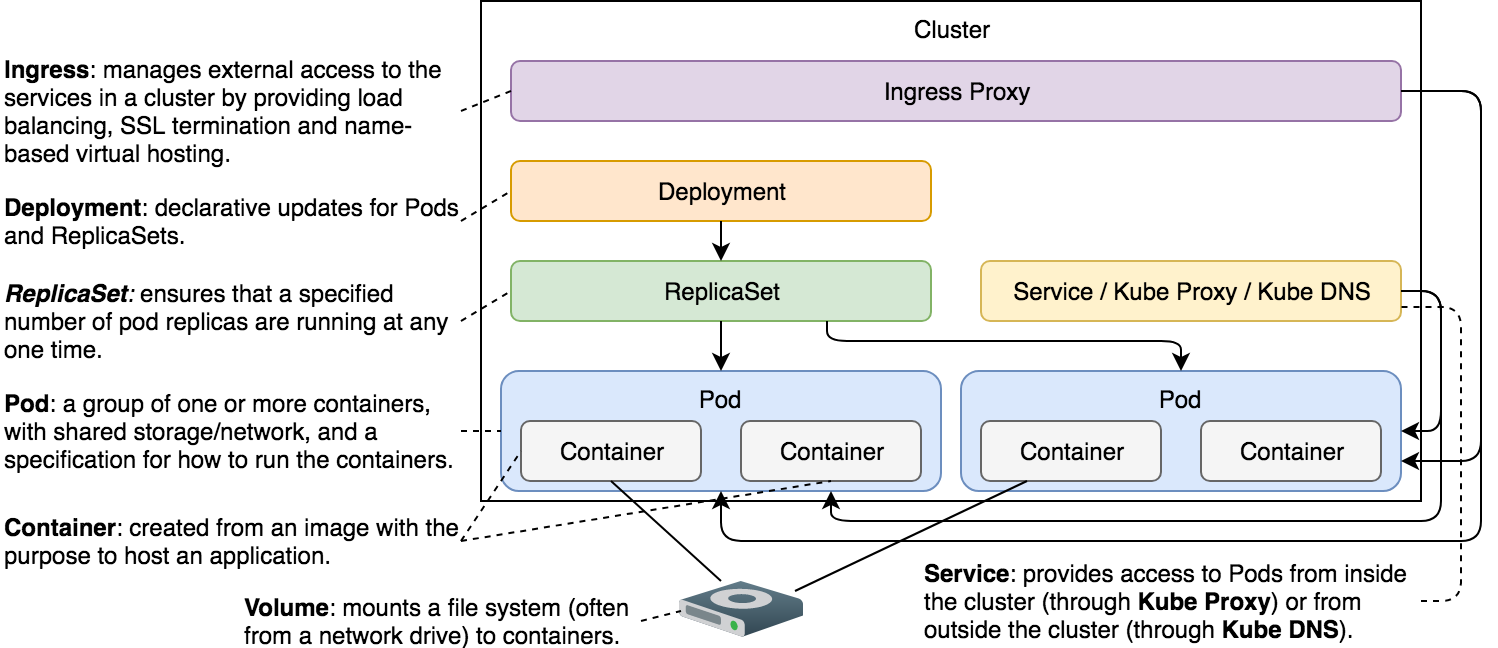 Cluster
Ingress Proxy
Ingress: manages external access to the
services in a cluster by providing load
balancing, SSL termination and name-
based virtual hosting.
Deployment
Deployment: declarative updates for Pods
and ReplicaSets.
ReplicaSet
Service / Kube Proxy / Kube DNS
ReplicaSet: ensures that a specified
number of pod replicas are running at any
one time.
Pod
Pod
Pod: a group of one or more containers,
with shared storage/network, and a
specification for how to run the containers.
Container
Container
Container
Container
Container: created from an image with the
purpose to host an application.
Volume: mounts a file system (often
from a network drive) to containers.
Service: provides access to Pods from inside
the cluster (through Kube Proxy) or from
outside the cluster (through Kube DNS).